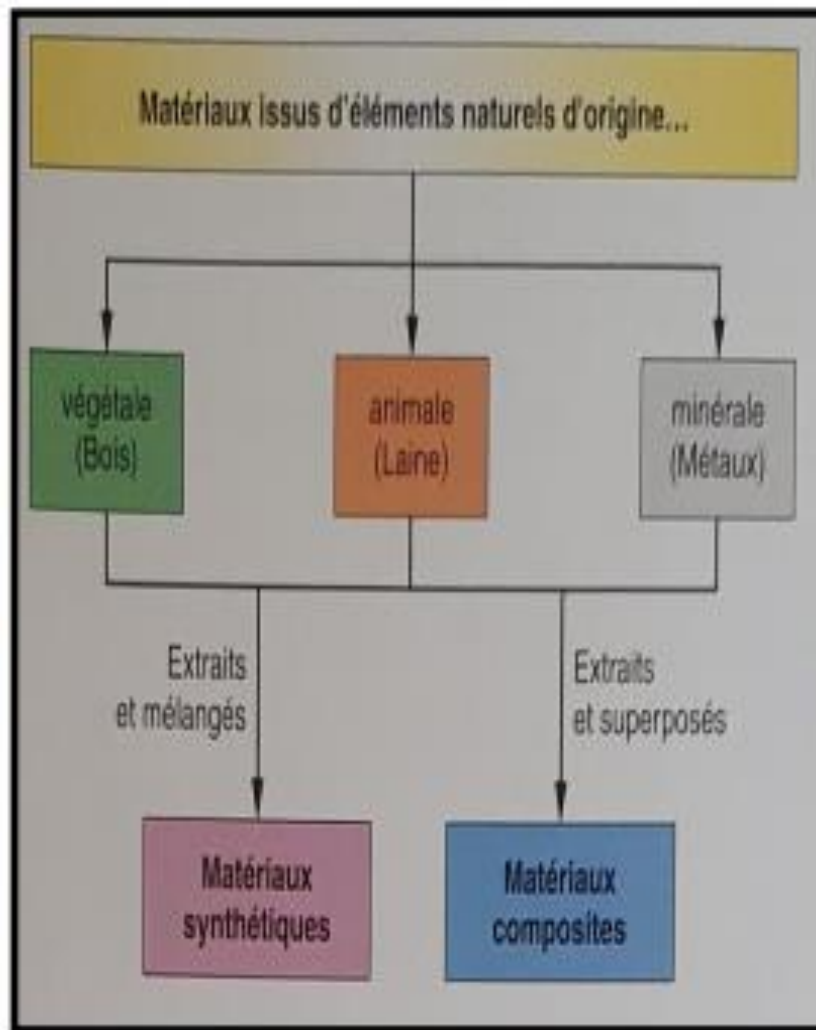 Matériaux issus d'éléments naturels d'origine...
végétale
(Bois)
animale
(Laine)
minérale
(Métaux)
Extraits
et mélangés
Extraits
et superposés
Matériaux
synthétiques
Matériaux
composites